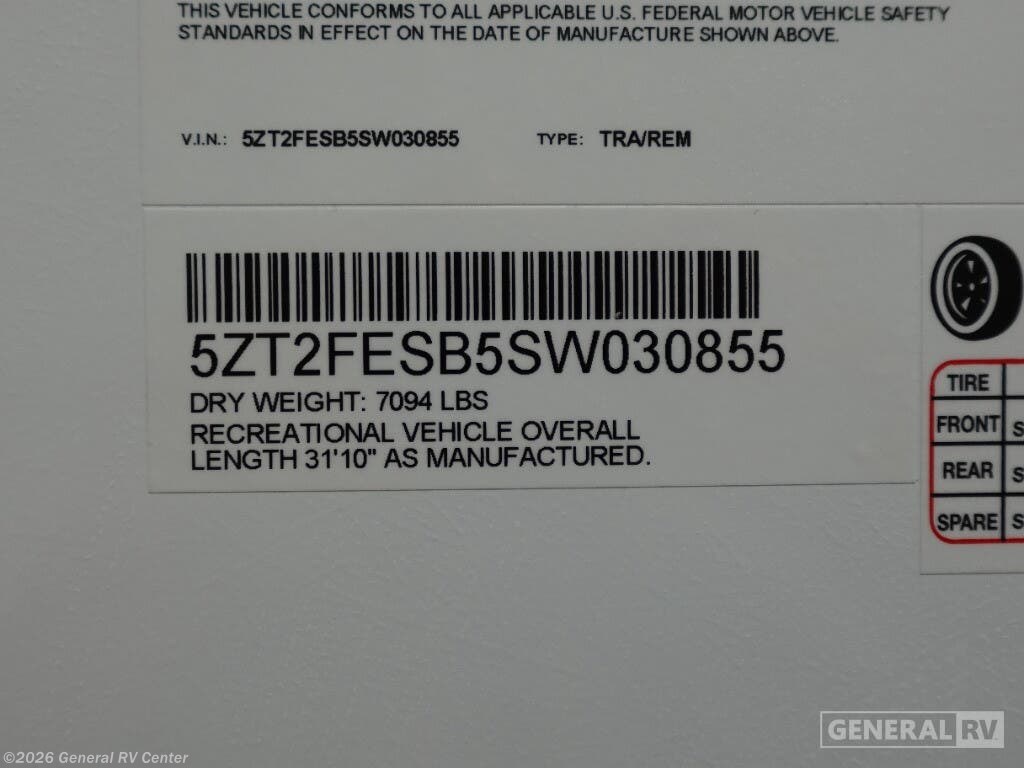 THIS VEHICLE CONFORMS TO ALL APPLICABLE U.S. FEDERAL MOTOR VEHICLE SAFETY
STANDARDS IN EFFECT ON THE DATE OF MANUFACTURE SHOWN ABOVE.
V.I.N.: 5ZT2FESB5SW030855 TYPE: TRA/REM
5ZT2FESB5SW030855
DRY WEIGHT: 7094 LBS
RECREATIONAL VEHICLE OVERALL
LENGTH 31'10" AS MANUFACTURED.
TIRE
FRONT S
REAR S
SPARE S
GENERAL RV
©2026 General RV Center